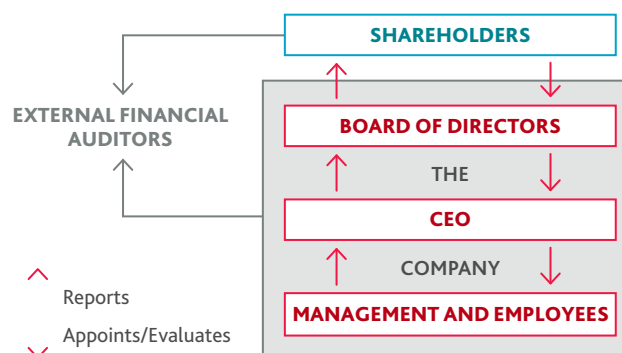 SHAREHOLDERS
EXTERNAL FINANCIAL
AUDITORS
BOARD OF DIRECTORS
THE
CEO
COMPANY
MANAGEMENT AND EMPLOYEES
Reports
Appoints/Evaluates